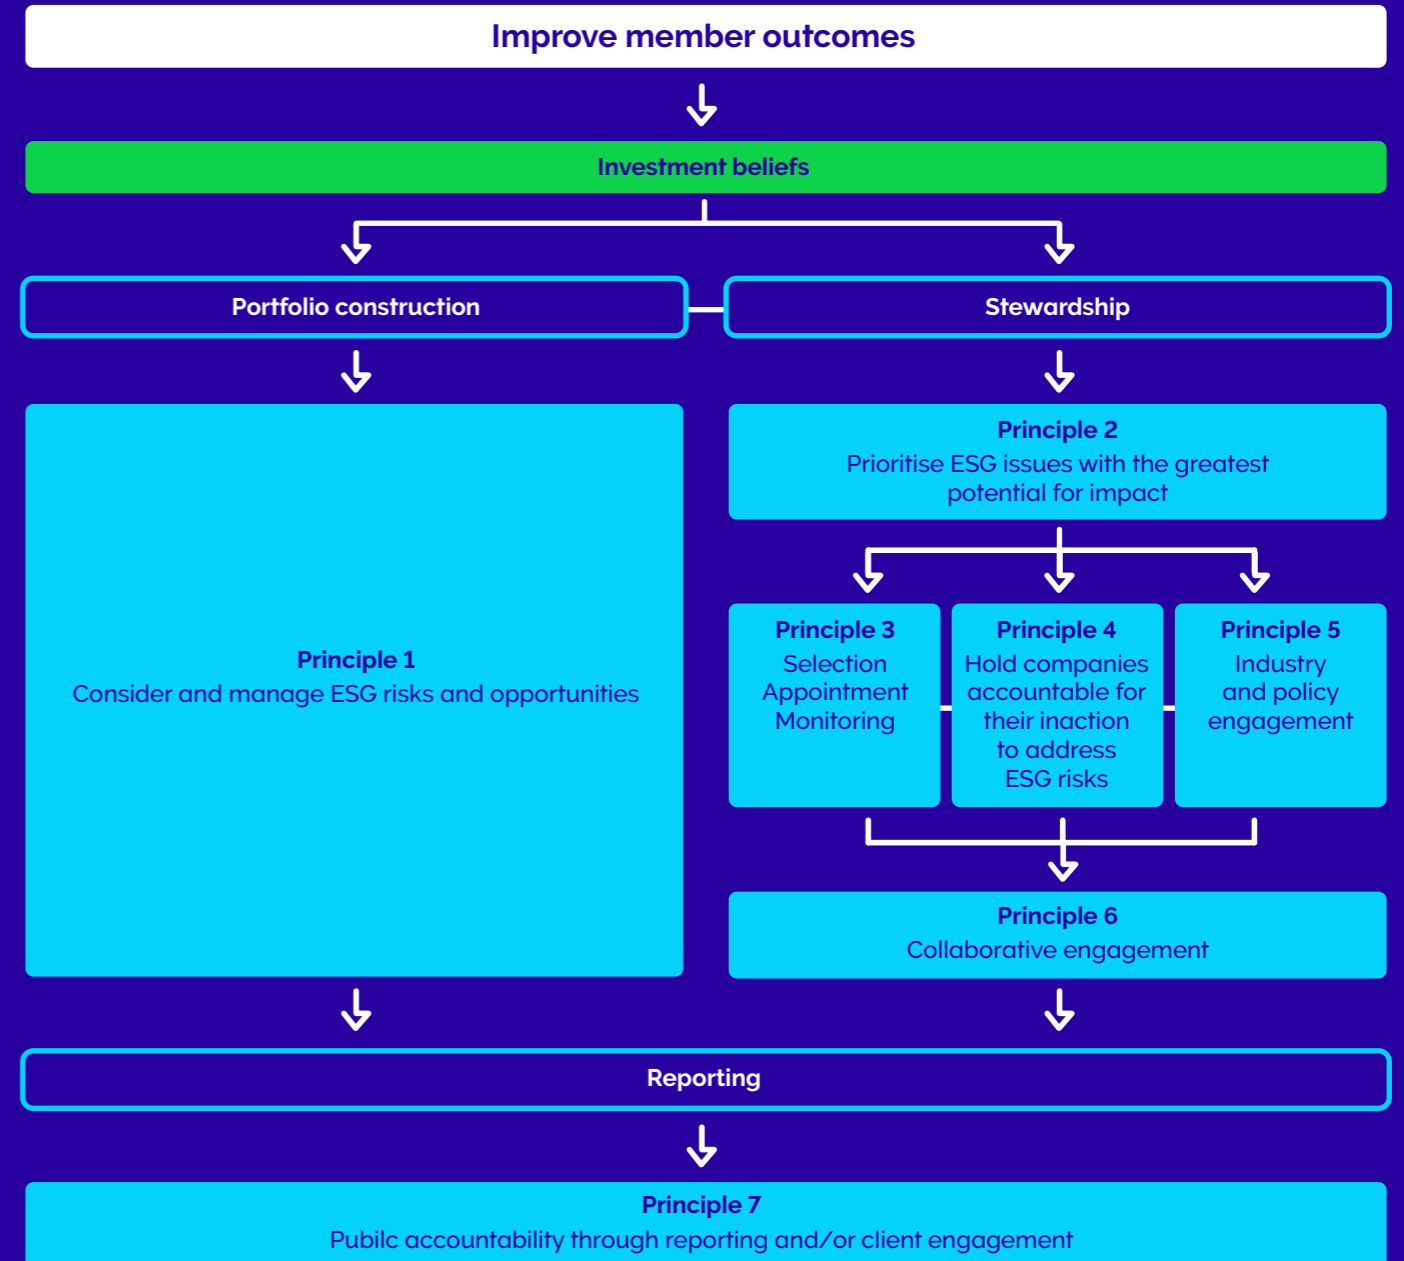 Improve member outcomes
Investment beliefs
Portfolio construction
Stewardship
Principle 1
Consider and manage ESG risks and opportunities
Principle 2
Prioritise ESG issues with the greatest
potential for impact
Principle 3
Selection
Appointment
Monitoring
Principle 4
Hold companies
accountable for
their inaction
to address
ESG risks
Principle 5
Industry
and policy
engagement
Principle 6
Collaborative engagement
Reporting
Principle 7
Pubilc accountability through reporting and/or client engagement